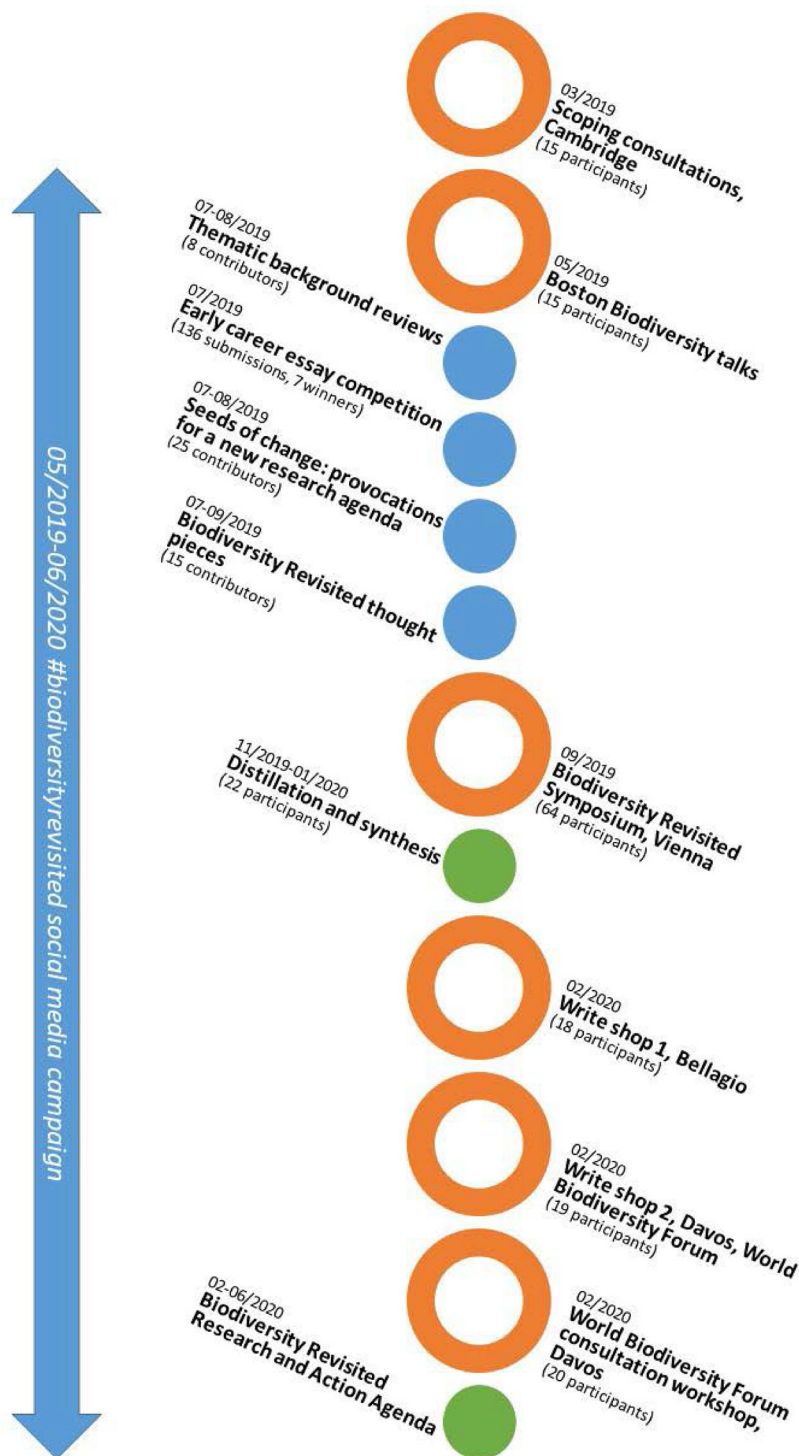 03/2019
Scoping consultations,
Cambridge
(15 participants)
05/2019
Boston Biodiversity talks
(15 participants)
07-08/2019
Thematic background reviews
(8 contributors)
07/2019
Early career essay competition
(136 submissions, 7 winners)
07-08/2019
Seeds of change: provocations
for a new research agenda
(25 contributors)
07-09/2019
Biodiversity Revisited thought
pieces
(15 contributors)
09/2019
Biodiversity Revisited
Symposium, Vienna
(64 participants)
11/2019-01/2020
Distillation and synthesis
(22 participants)
02/2020
Write shop 1, Bellagio
(18 participants)
02/2020
Write shop 2, Davos, World
Biodiversity Forum
(19 participants)
02/2020
World Biodiversity Forum
consultation workshop,
Davos
(20 participants)
02-06/2020
Biodiversity Revisited
Research and Action Agenda
05/2019-06/2020 #biodiversityrevisited social media campaign